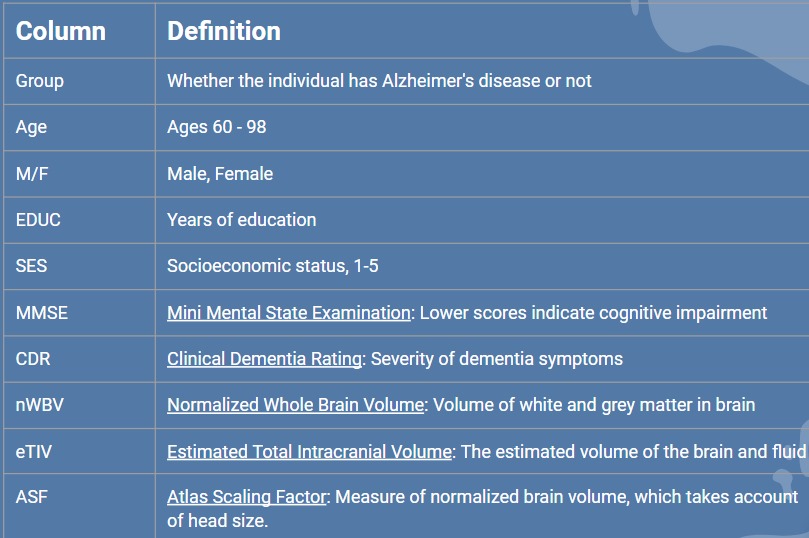 Column Definition
Group Whether the individual has Alzheimer's disease or not
Age Ages 60 - 98
M/F Male, Female
EDUC Years of education
SES Socioeconomic status, 1-5
MMSE Mini Mental State Examination: Lower scores indicate cognitive impairment
CDR Clinical Dementia Rating: Severity of dementia symptoms
nWBV Normalized Whole Brain Volume: Volume of white and grey matter in brain
eTIV Estimated Total Intracranial Volume: The estimated volume of the brain and fluid
ASF Atlas Scaling Factor: Measure of normalized brain volume, which takes account
of head size.